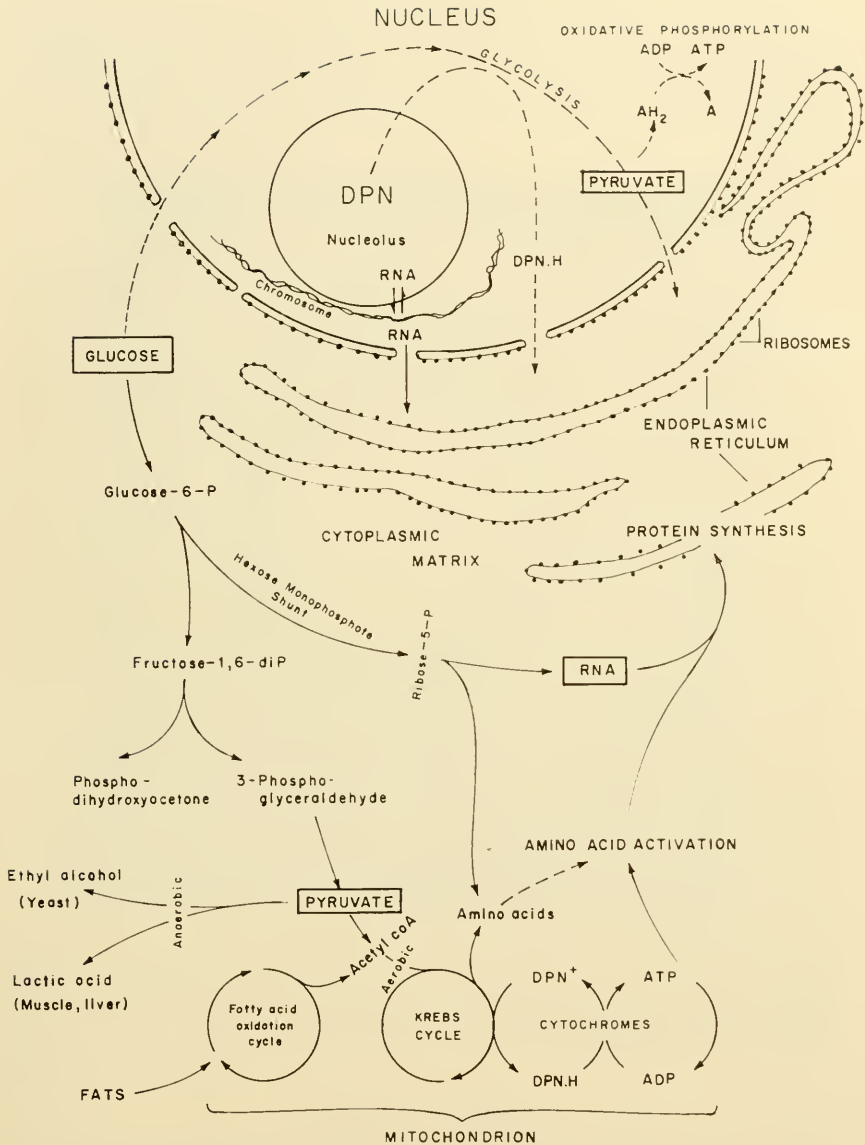 NUCLEUS
OXIDATIVE PHOSPHORYLATION
ADP ATP
GLYCOLYSIS
AH2 A
PYRUVATE
DPN
Nucleolus
RNA
DPN.H
Chromosome
RNA
GLUCOSE
RIBOSOMES
ENDOPLASMIC
RETICULUM
Glucose-6-P
CYTOPLASMIC
MATRIX
PROTEIN SYNTHESIS
Hexose Monophosphate
Shunt
Ribose-5-P
Fructose-1,6-diP
RNA
Phospho-
dihydroxyacetone
3-Phospho-
glyceraldehyde
AMINO ACID ACTIVATION
Ethyl alcohol
(Yeast)
Anaerobic
PYRUVATE
Amino acids
Acetyl coA
Aerobic
Lactic acid
(Muscle, liver)
Fatty acid
oxidation
cycle
KREBS
CYCLE
DPN+
ATP
CYTOCHROMES
DPN.H
ADP
FATS
MITOCHONDRION